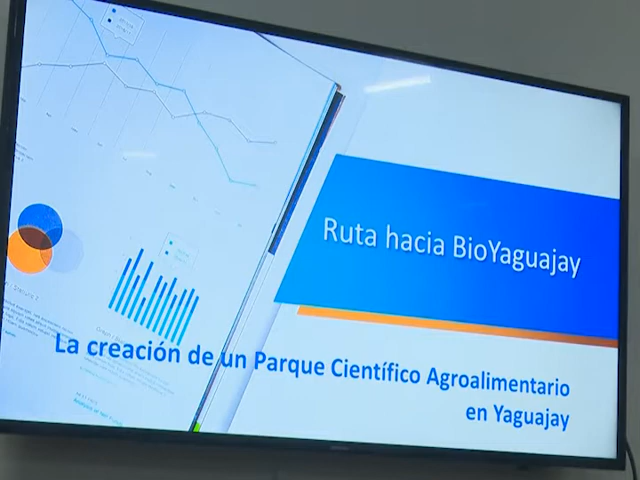 Ruta hacia BioYaguajay
La creación de un Parque Científico Agroalimentario
en Yaguajay